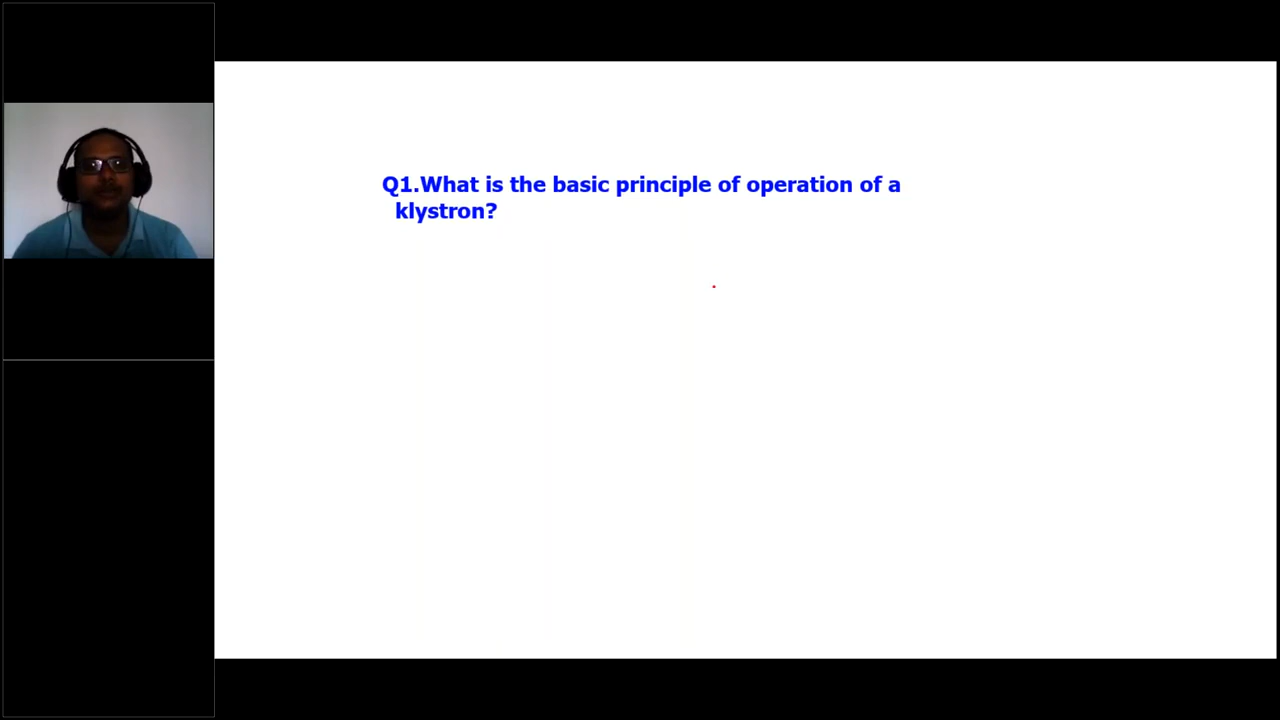 Q1.What is the basic principle of operation of a
klystron?